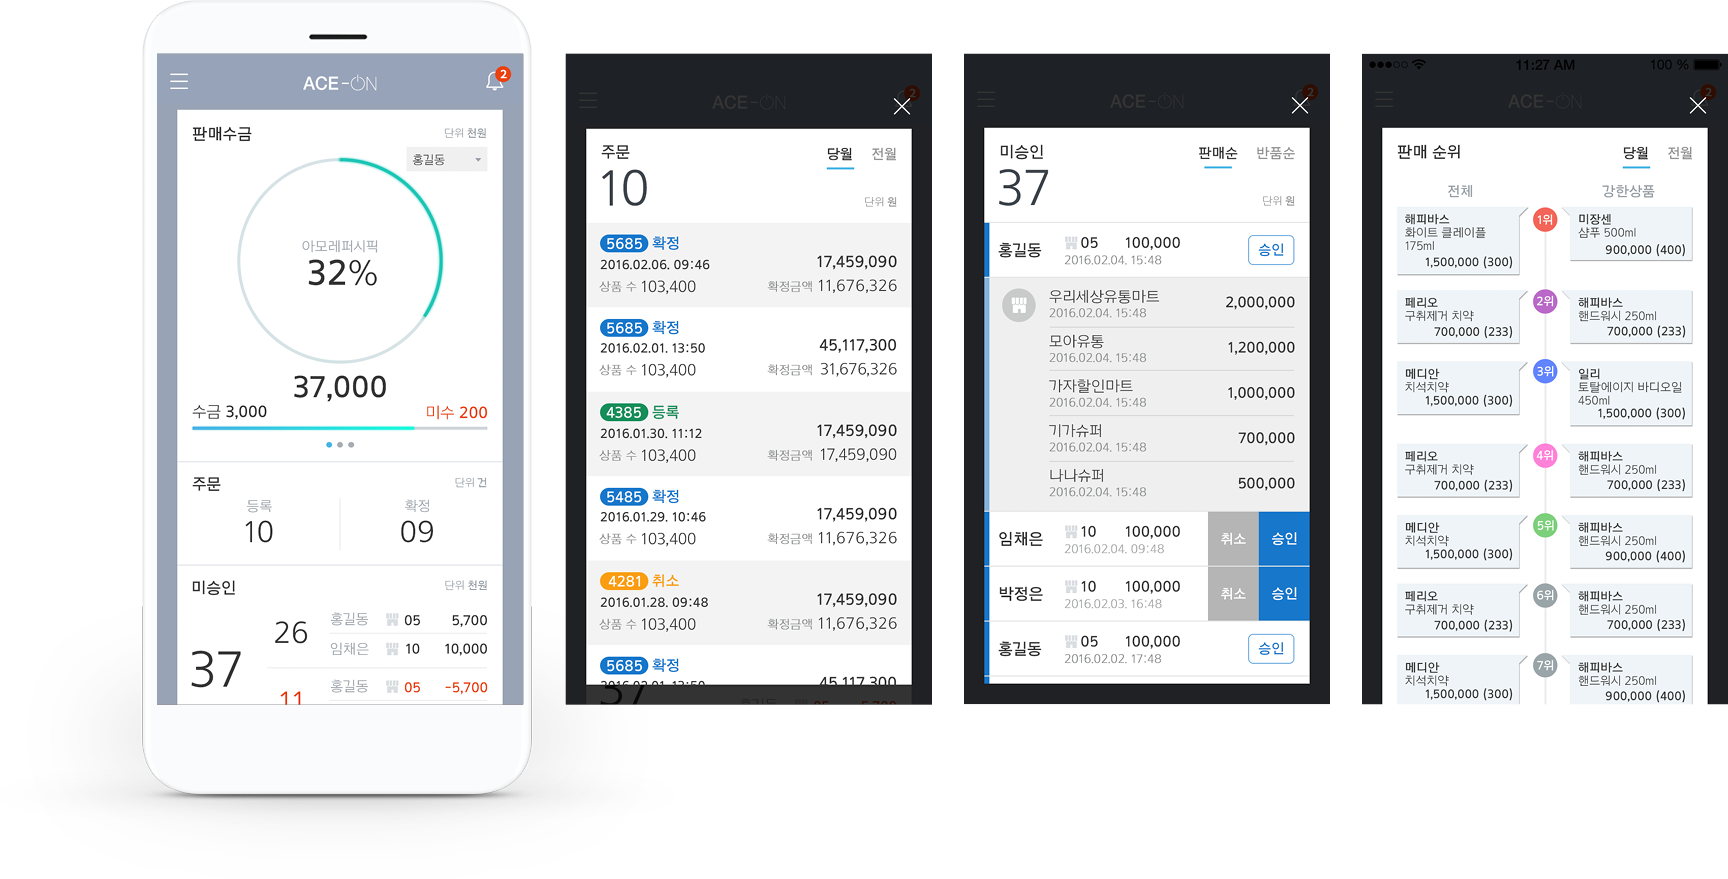 ACE-ON
2
판매수금
단위 천원
홍길동
아모레퍼시픽
32%
37,000
수금 3,000
미수 200
주문
단위 건
등록
확정
10
09
미승인
단위 천원
37
26
홍길동 05 5,700
임채은 10 10,000
11
홍길동 05 -5,700
ACE-ON
2
주문
당월 전월
10
단위 원
5685 확정
2016.02.06. 09:46
17,459,090
상품 수 103,400
확정금액 11,676,326
5685 확정
2016.02.01. 13:50
45,117,300
상품 수 103,400
확정금액 31,676,326
4385 등록
2016.01.30. 11:12
17,459,090
상품 수 103,400
확정금액 17,459,090
5485 확정
2016.01.29. 10:46
17,459,090
상품 수 103,400
확정금액 11,676,326
4281 취소
2016.01.28. 09:48
17,459,090
상품 수 103,400
확정금액 11,676,326
5685 확정
2016.02.01. 13:50
45,117,300
37
홍길동 05 -5,700
ACE-ON
2
미승인
판매순 반품순
37
단위 원
홍길동 05 100,000
2016.02.04. 15:48
승인
우리세상유통마트
2016.02.04. 15:48
2,000,000
모아유통
2016.02.04. 15:48
1,200,000
가자할인마트
2016.02.04. 15:48
1,000,000
기가슈퍼
2016.02.04. 15:48
700,000
나나슈퍼
2016.02.04. 15:48
500,000
임채은 10 100,000
2016.02.04. 09:48
취소 승인
박정은 10 100,000
2016.02.03. 16:48
취소 승인
홍길동 05 100,000
2016.02.02. 17:48
승인
11:27 AM
100 %
ACE-ON
2
판매 순위
당월 전월
전체
강한상품
1위
해피바스
화이트 클레이플
175ml
1,500,000 (300)
미장센
샴푸 500ml
900,000 (400)
2위
페리오
구취제거 치약
700,000 (233)
해피바스
핸드워시 250ml
700,000 (233)
3위
메디안
치석치약
1,500,000 (300)
일리
토탈에이지 바디오일
450ml
1,500,000 (300)
4위
페리오
구취제거 치약
700,000 (233)
해피바스
핸드워시 250ml
700,000 (233)
5위
메디안
치석치약
1,500,000 (300)
해피바스
핸드워시 250ml
900,000 (400)
6위
페리오
구취제거 치약
700,000 (233)
해피바스
핸드워시 250ml
700,000 (233)
7위
메디안
치석치약
1,500,000 (300)
해피바스
핸드워시 250ml
900,000 (400)